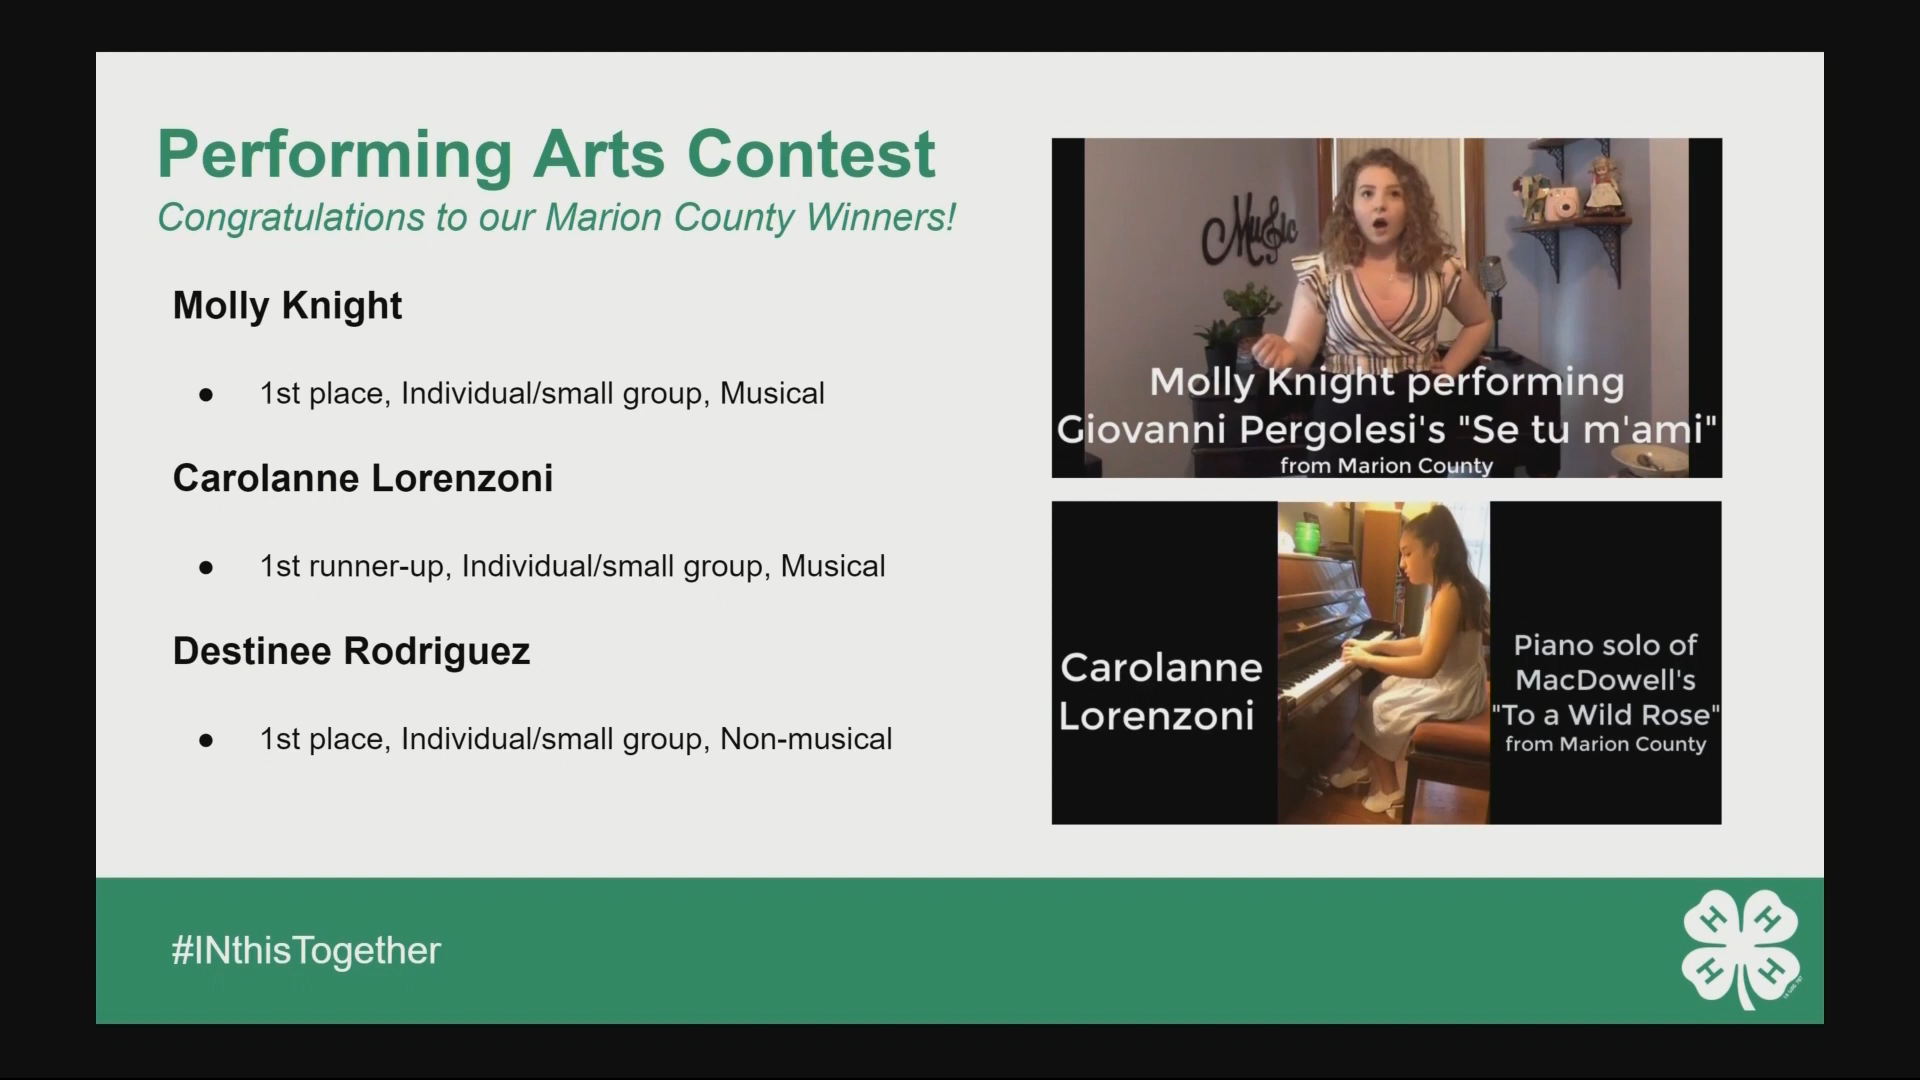 Performing Arts Contest
Congratulations to our Marion County Winners!
Molly Knight
● 1st place, Individual/small group, Musical
Carolanne Lorenzoni
● 1st runner-up, Individual/small group, Musical
Destinee Rodriguez
● 1st place, Individual/small group, Non-musical
Music
Molly Knight performing
Giovanni Pergolesi's "Se tu m'ami"
from Marion County
Carolanne
Lorenzoni
Piano solo of
MacDowell's
"To a Wild Rose"
from Marion County
#INthisTogether
H H
H H